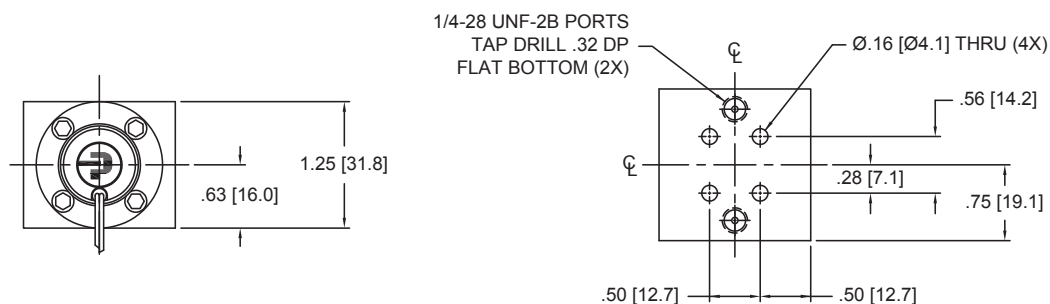 1/4-28 UNF-2B PORTS
TAP DRILL .32 DP
FLAT BOTTOM (2X)
℄
Ø.16 [Ø4.1] THRU (4X)
.56 [14.2]
1.25 [31.8]
.63 [16.0]
℄
.28 [7.1]
.75 [19.1]
.50 [12.7]
.50 [12.7]